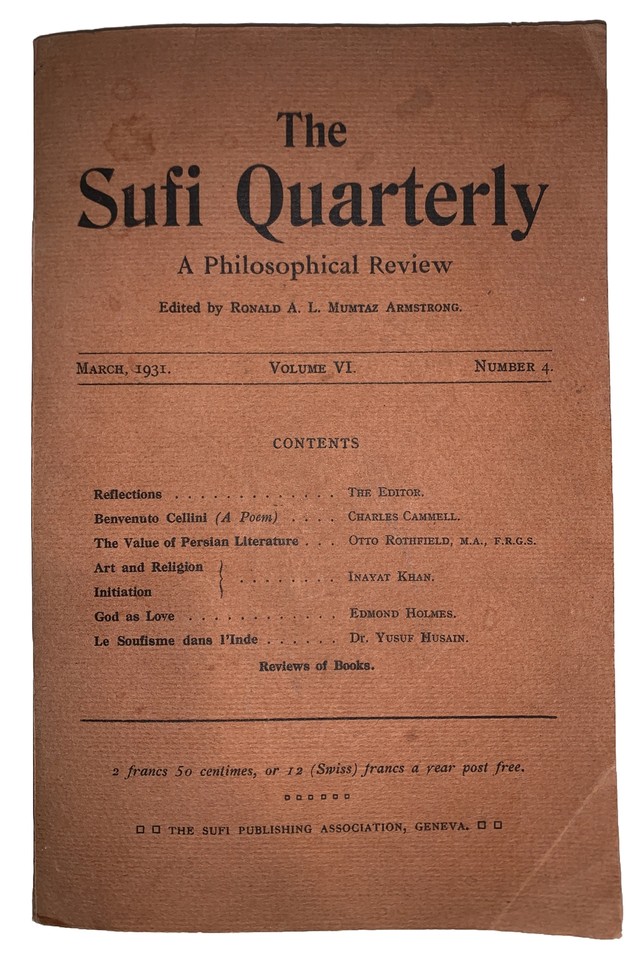 The
Sufi Quarterly
A Philosophical Review
Edited by RONALD A. L. MUMTAZ ARMSTRONG.
MARCH, 1931. VOLUME VI. NUMBER 4.
CONTENTS
Reflections . . . . . . . . . . . . . THE EDITOR.
Benvenuto Cellini (A Poem) . . . . CHARLES CAMMELL.
The Value of Persian Literature . . . OTTO ROTHFIELD, M.A., F.R.G.S.
Art and Religion
Initiation } . . . . . . . . INAYAT KHAN.
God as Love . . . . . . . . . . . . EDMOND HOLMES.
Le Soufisme dans l'Inde . . . . . . DR. YUSUF HUSAIN.
Reviews of Books.
2 francs 50 centimes, or 12 (Swiss) francs a year post free.
THE SUFI PUBLISHING ASSOCIATION, GENEVA.